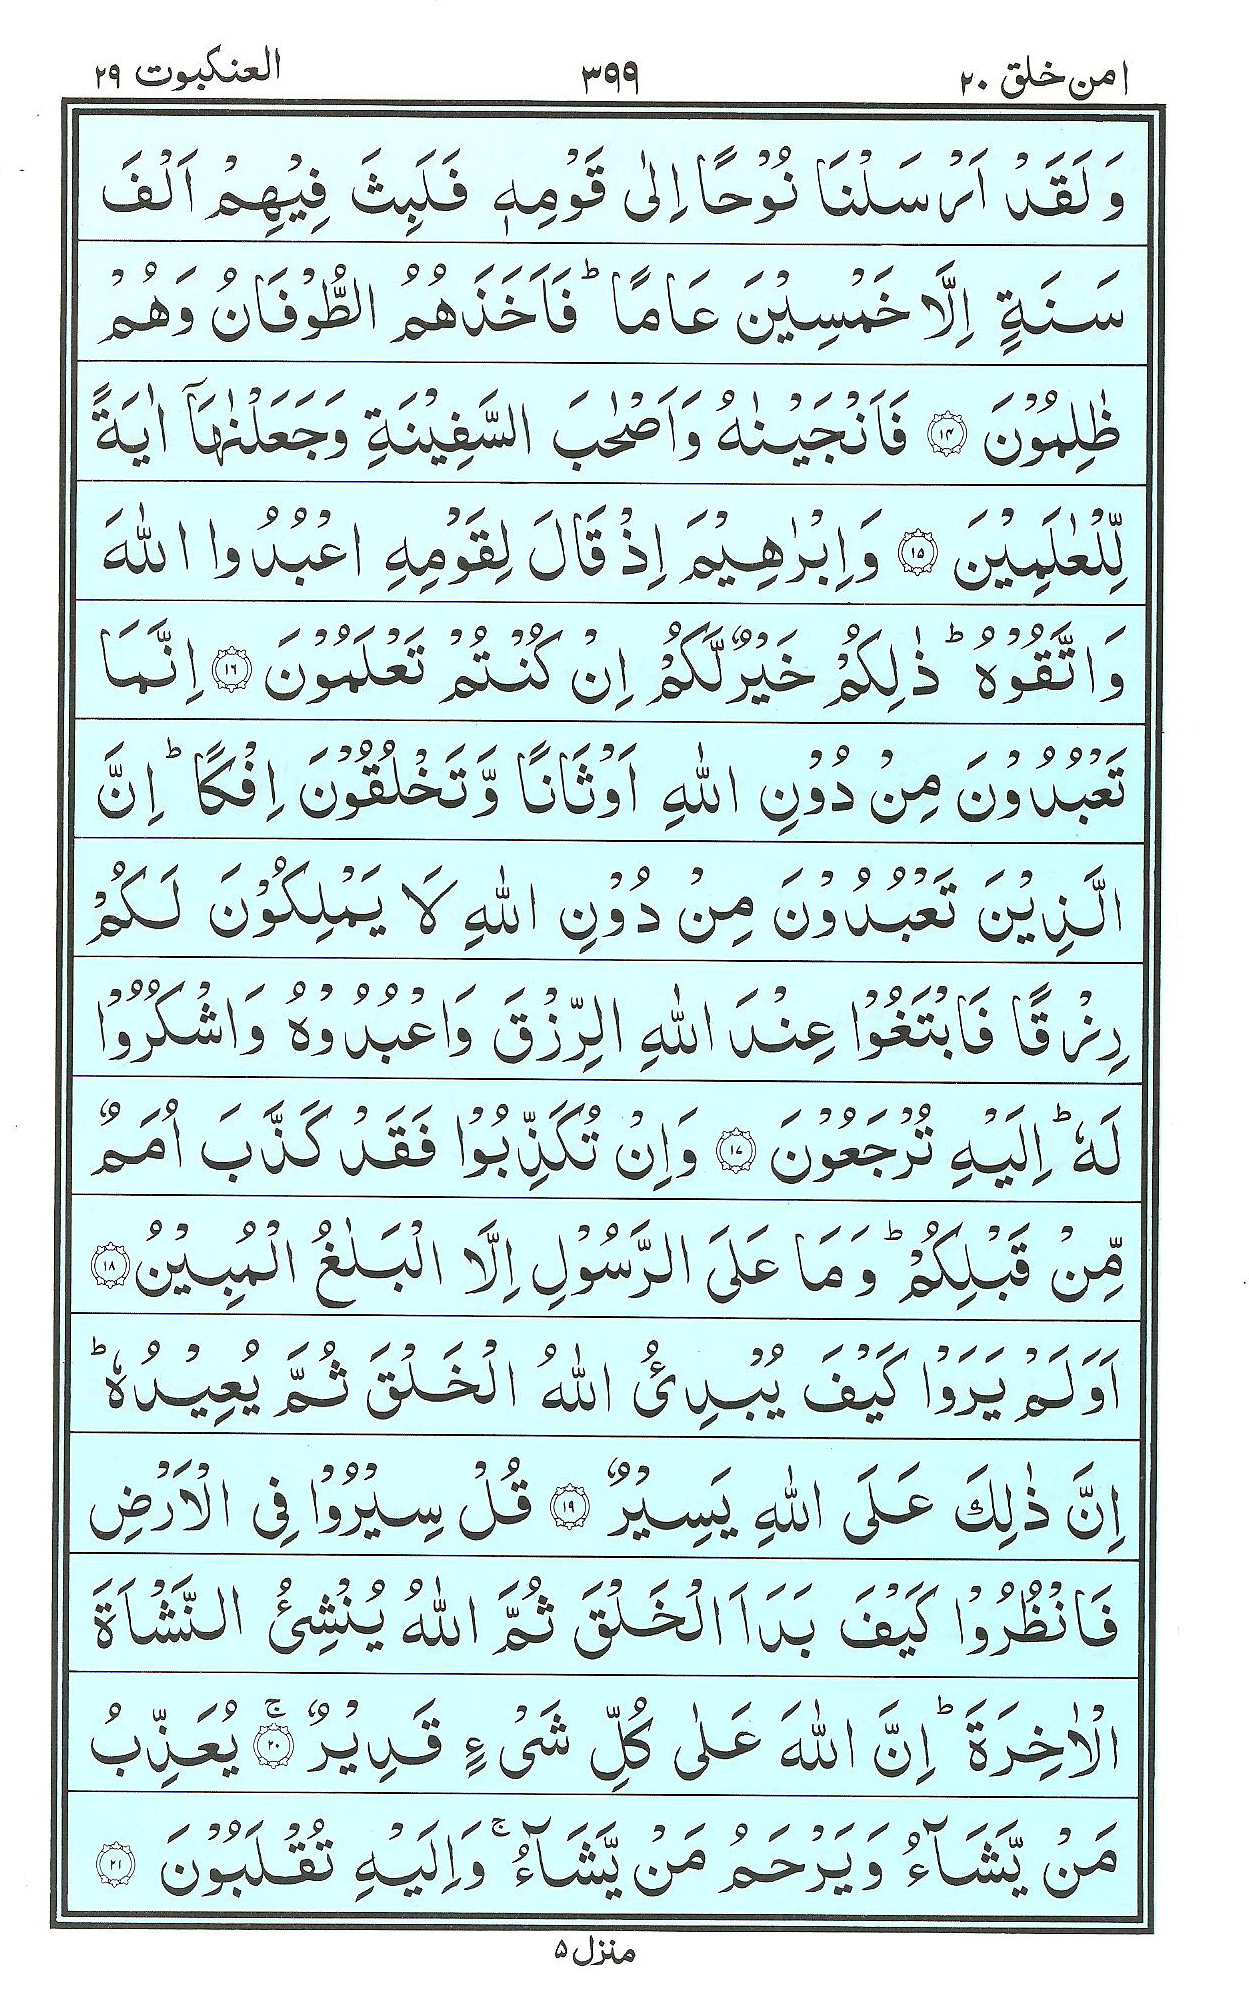 امن خلق ٢٠ ٣٩٩ العنكبوت ٢٩
وَلَقَدْ اَرْسَلْنَا نُوْحًا اِلٰى قَوْمِهٖ فَلَبِثَ فِيْهِمْ اَلْفَ
سَنَةٍ اِلَّا خَمْسِيْنَ عَامًا ؕ فَاَخَذَهُمُ الطُّوْفَانُ وَهُمْ
ظٰلِمُوْنَ ﴿١٤﴾ فَاَنْجَيْنٰهُ وَاَصْحٰبَ السَّفِيْنَةِ وَجَعَلْنٰهَآ اٰيَةً
لِّلْعٰلَمِيْنَ ﴿١٥﴾ وَاِبْرٰهِيْمَ اِذْ قَالَ لِقَوْمِهِ اعْبُدُوا اللّٰهَ
وَاتَّقُوْهُ ؕ ذٰلِكُمْ خَيْرٌ لَّكُمْ اِنْ كُنْتُمْ تَعْلَمُوْنَ ﴿١٦﴾ اِنَّمَا
تَعْبُدُوْنَ مِنْ دُوْنِ اللّٰهِ اَوْثَانًا وَّتَخْلُقُوْنَ اِفْكًا ؕ اِنَّ
الَّذِيْنَ تَعْبُدُوْنَ مِنْ دُوْنِ اللّٰهِ لَا يَمْلِكُوْنَ لَكُمْ
رِزْقًا فَابْتَغُوْا عِنْدَ اللّٰهِ الرِّزْقَ وَاعْبُدُوْهُ وَاشْكُرُوْا
لَهٗ ؕ اِلَيْهِ تُرْجَعُوْنَ ﴿١٧﴾ وَاِنْ تُكَذِّبُوْا فَقَدْ كَذَّبَ اُمَمٌ
مِّنْ قَبْلِكُمْ ؕ وَمَا عَلَى الرَّسُوْلِ اِلَّا الْبَلٰغُ الْمُبِيْنُ ﴿١٨﴾
اَوَلَمْ يَرَوْا كَيْفَ يُبْدِئُ اللّٰهُ الْخَلْقَ ثُمَّ يُعِيْدُهٗ ؕ
اِنَّ ذٰلِكَ عَلَى اللّٰهِ يَسِيْرٌ ﴿١٩﴾ قُلْ سِيْرُوْا فِى الْاَرْضِ
فَانْظُرُوْا كَيْفَ بَدَاَ الْخَلْقَ ثُمَّ اللّٰهُ يُنْشِئُ النَّشْاَةَ
الْاٰخِرَةَ ؕ اِنَّ اللّٰهَ عَلٰى كُلِّ شَىْءٍ قَدِيْرٌ ﴿٢٠﴾ ۚ يُعَذِّبُ
مَنْ يَّشَآءُ وَيَرْحَمُ مَنْ يَّشَآءُ ۚ وَاِلَيْهِ تُقْلَبُوْنَ ﴿٢١﴾
منزل ۵